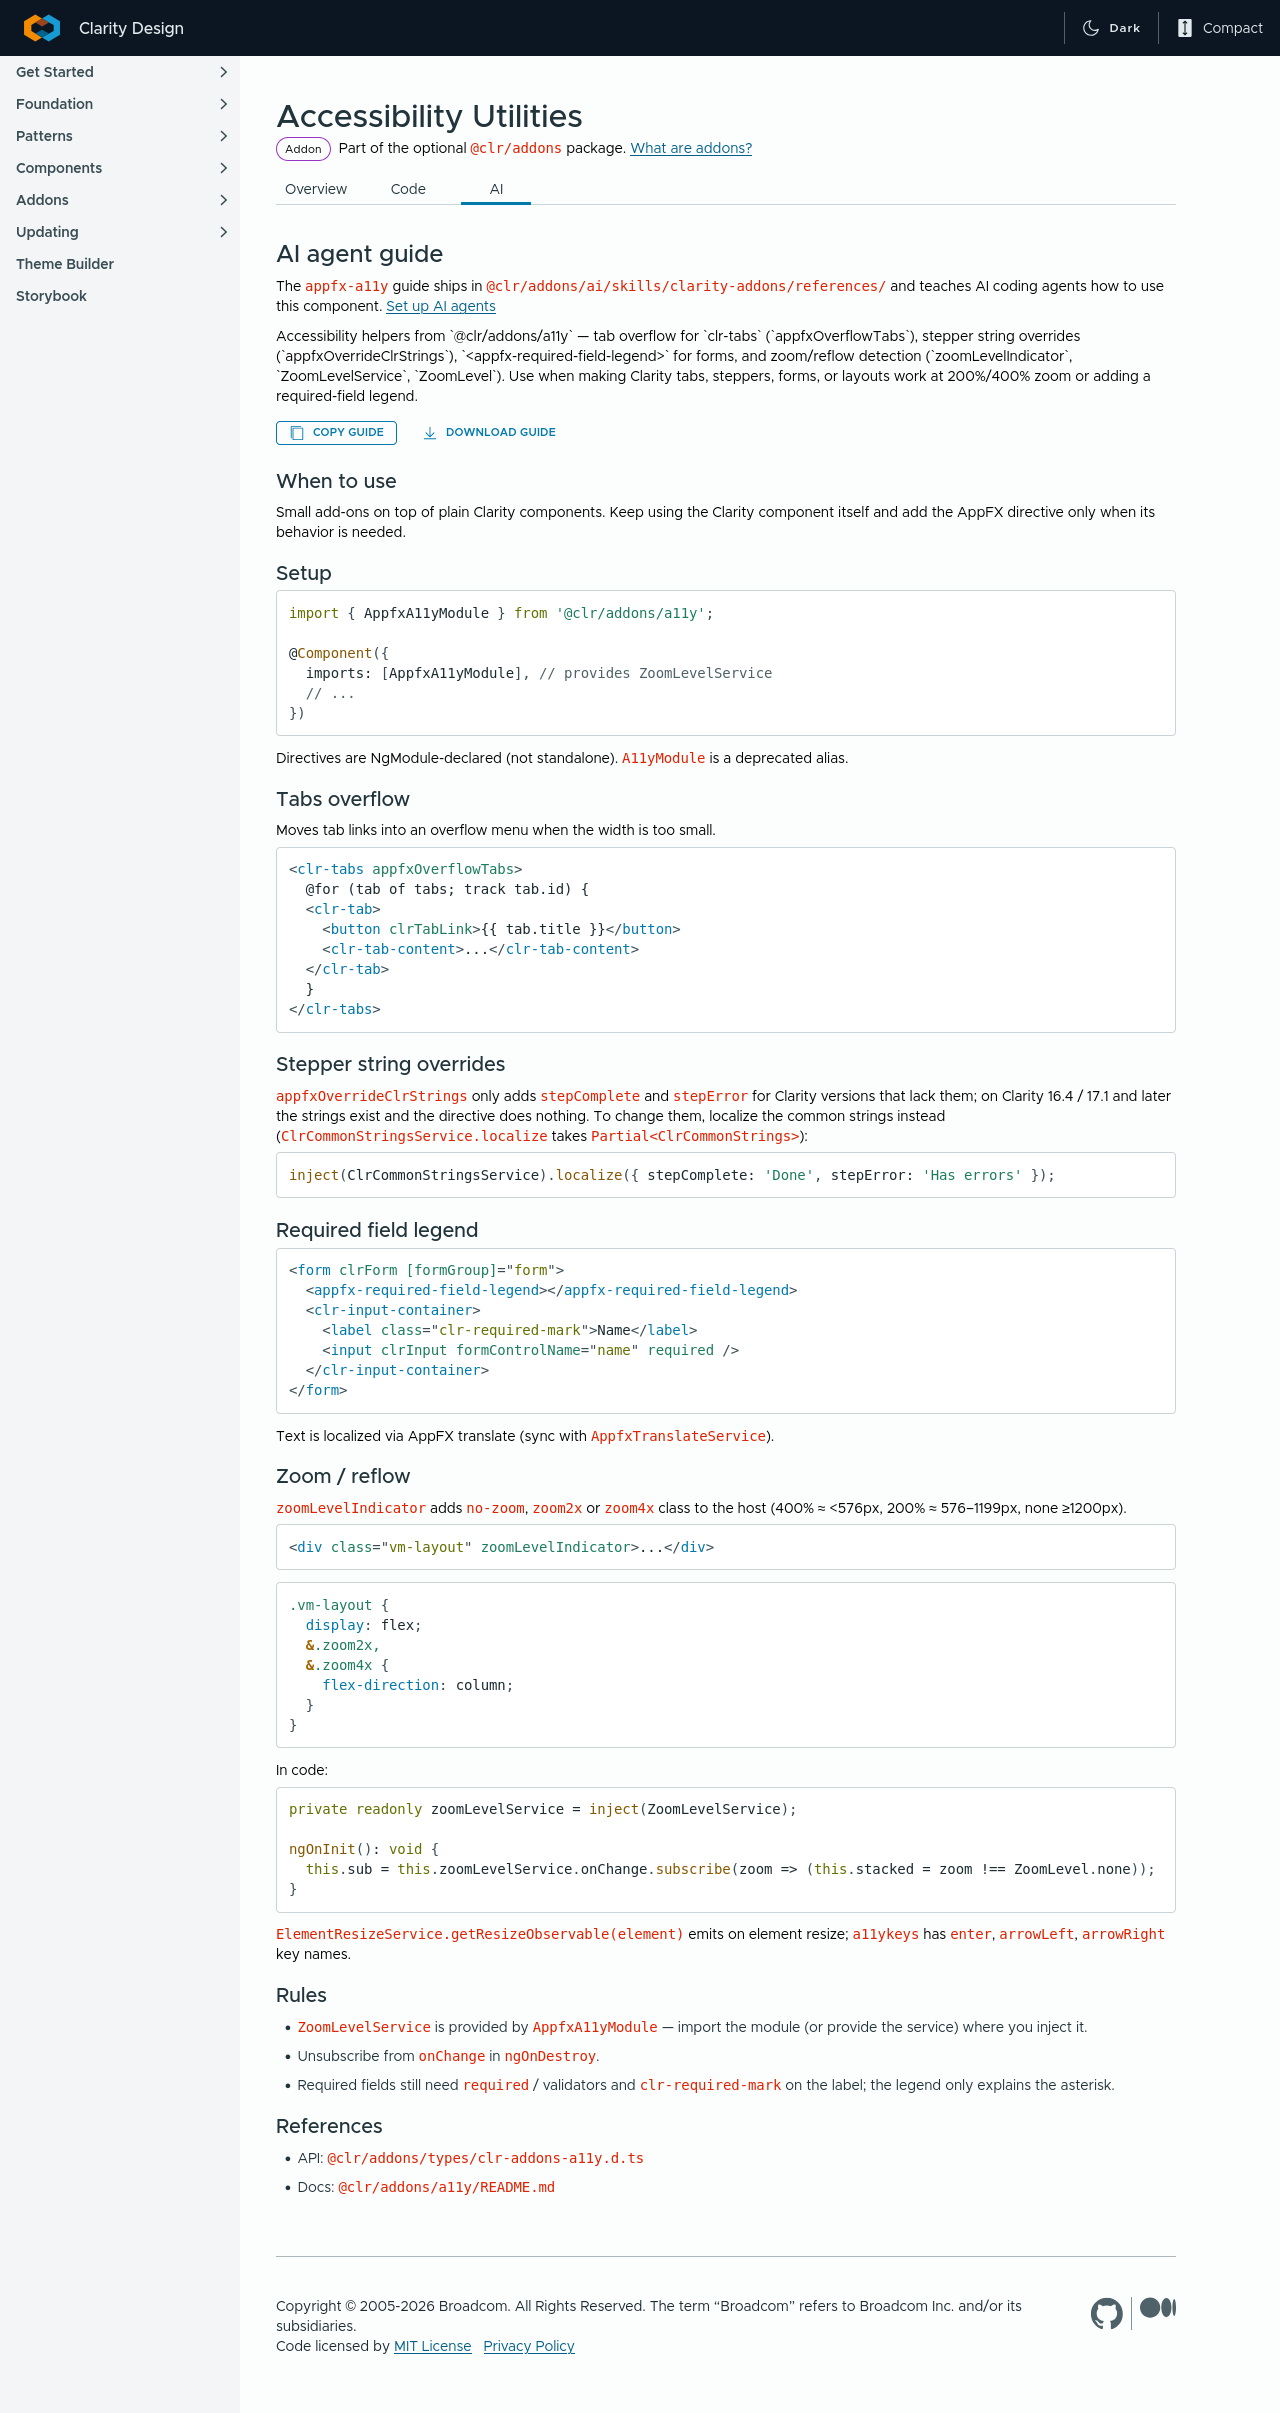 Clarity Design
Dark
Compact
Get Started
Foundation
Patterns
Components
Addons
Updating
Theme Builder
Storybook
Accessibility Utilities
Addon Part of the optional @clr/addons package. What are addons?
Overview Code AI
AI agent guide
The appfx-a11y guide ships in @clr/addons/ai/skills/clarity-addons/references/ and teaches AI coding agents how to use
this component. Set up AI agents
Accessibility helpers from `@clr/addons/a11y` — tab overflow for `clr-tabs` (`appfxOverflowTabs`), stepper string overrides
(`appfxOverrideClrStrings`), `<appfx-required-field-legend>` for forms, and zoom/reflow detection (`zoomLevelIndicator`,
`ZoomLevelService`, `ZoomLevel`). Use when making Clarity tabs, steppers, forms, or layouts work at 200%/400% zoom or adding a
required-field legend.
COPY GUIDE DOWNLOAD GUIDE
When to use
Small add-ons on top of plain Clarity components. Keep using the Clarity component itself and add the AppFX directive only when its
behavior is needed.
Setup
import { AppfxA11yModule } from '@clr/addons/a11y';
@Component({
  imports: [AppfxA11yModule], // provides ZoomLevelService
  // ...
})
Directives are NgModule-declared (not standalone). A11yModule is a deprecated alias.
Tabs overflow
Moves tab links into an overflow menu when the width is too small.
<clr-tabs appfxOverflowTabs>
  @for (tab of tabs; track tab.id) {
  <clr-tab>
    <button clrTabLink>{{ tab.title }}</button>
    <clr-tab-content>...</clr-tab-content>
  </clr-tab>
  }
</clr-tabs>
Stepper string overrides
appfxOverrideClrStrings only adds stepComplete and stepError for Clarity versions that lack them; on Clarity 16.4 / 17.1 and later
the strings exist and the directive does nothing. To change them, localize the common strings instead
(ClrCommonStringsService.localize takes Partial<ClrCommonStrings>):
inject(ClrCommonStringsService).localize({ stepComplete: 'Done', stepError: 'Has errors' });
Required field legend
<form clrForm [formGroup]="form">
  <appfx-required-field-legend></appfx-required-field-legend>
  <clr-input-container>
    <label class="clr-required-mark">Name</label>
    <input clrInput formControlName="name" required />
  </clr-input-container>
</form>
Text is localized via AppFX translate (sync with AppfxTranslateService).
Zoom / reflow
zoomLevelIndicator adds no-zoom, zoom2x or zoom4x class to the host (400% ≈ <576px, 200% ≈ 576–1199px, none ≥1200px).
<div class="vm-layout" zoomLevelIndicator>...</div>
.vm-layout {
  display: flex;
  &.zoom2x,
  &.zoom4x {
    flex-direction: column;
  }
}
In code:
private readonly zoomLevelService = inject(ZoomLevelService);
ngOnInit(): void {
  this.sub = this.zoomLevelService.onChange.subscribe(zoom => (this.stacked = zoom !== ZoomLevel.none));
}
ElementResizeService.getResizeObservable(element) emits on element resize; a11ykeys has enter, arrowLeft, arrowRight
key names.
Rules
• ZoomLevelService is provided by AppfxA11yModule — import the module (or provide the service) where you inject it.
• Unsubscribe from onChange in ngOnDestroy.
• Required fields still need required / validators and clr-required-mark on the label; the legend only explains the asterisk.
References
• API: @clr/addons/types/clr-addons-a11y.d.ts
• Docs: @clr/addons/a11y/README.md
Copyright © 2005-2026 Broadcom. All Rights Reserved. The term “Broadcom” refers to Broadcom Inc. and/or its
subsidiaries.
Code licensed by MIT License Privacy Policy